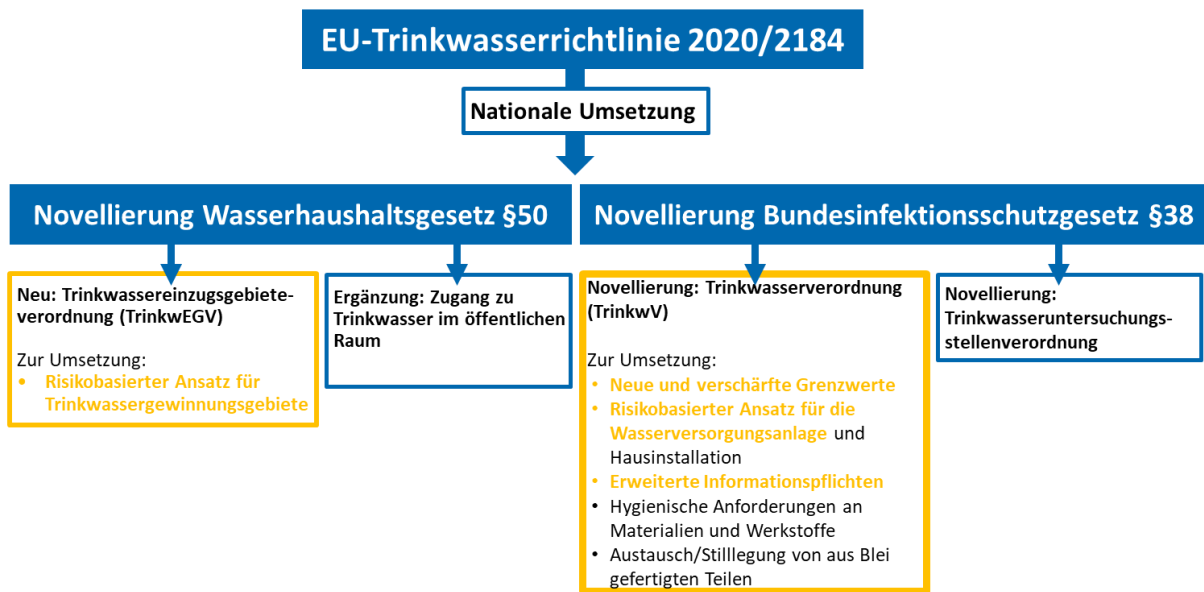 EU-Trinkwasserrichtlinie 2020/2184
Nationale Umsetzung
Novellierung Wasserhaushaltsgesetz §50
Neu: Trinkwassereinzugsgebiete-
verordnung (TrinkwEGV)
Zur Umsetzung:
• Risikobasierter Ansatz für
Trinkwassergewinnungsgebiete
Ergänzung: Zugang zu
Trinkwasser im öffentlichen
Raum
Novellierung Bundesinfektionsschutzgesetz §38
Novellierung: Trinkwasserverordnung
(TrinkwV)
Zur Umsetzung:
• Neue und verschärfte Grenzwerte
• Risikobasierter Ansatz für die
Wasserversorgungsanlage und
Hausinstallation
• Erweiterte Informationspflichten
• Hygienische Anforderungen an
Materialien und Werkstoffe
• Austausch/Stilllegung von aus Blei
gefertigten Teilen
Novellierung:
Trinkwasseruntersuchungs-
stellenverordnung